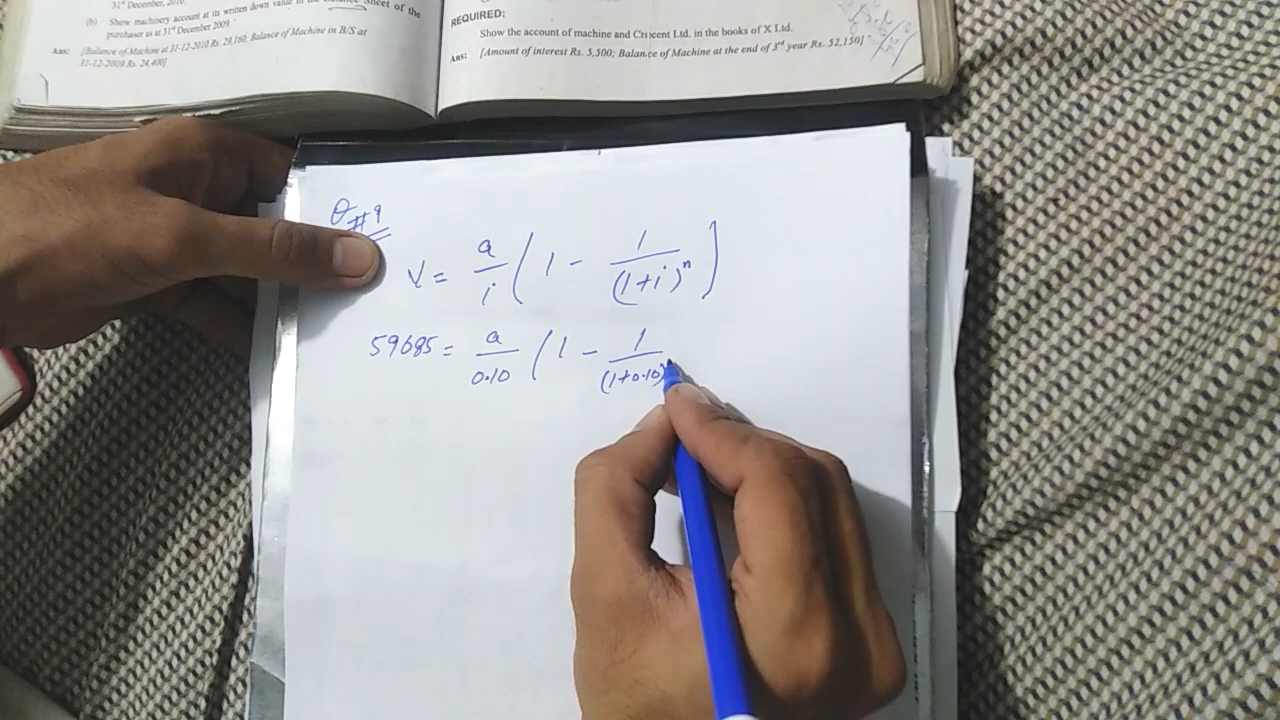 31st December, 2010.
(b) Show machinery account at its written down value in the Balance Sheet of the
purchaser as at 31st December 2009.
Ans: [Balance of Machine at 31-12-2010 Rs. 29,160; Balance of Machine in B/S at
31-12-2009 Rs. 24,400]
REQUIRED:
Show the account of machine and Crescent Ltd. in the books of X Ltd.
Ans: [Amount of interest Rs. 5,500; Balance of Machine at the end of 3rd year Rs. 52,150]
Q#9
V = a/i (1 - 1/(1+i)^n)
59685 = a/0.10 (1 - 1/(1+0.10)